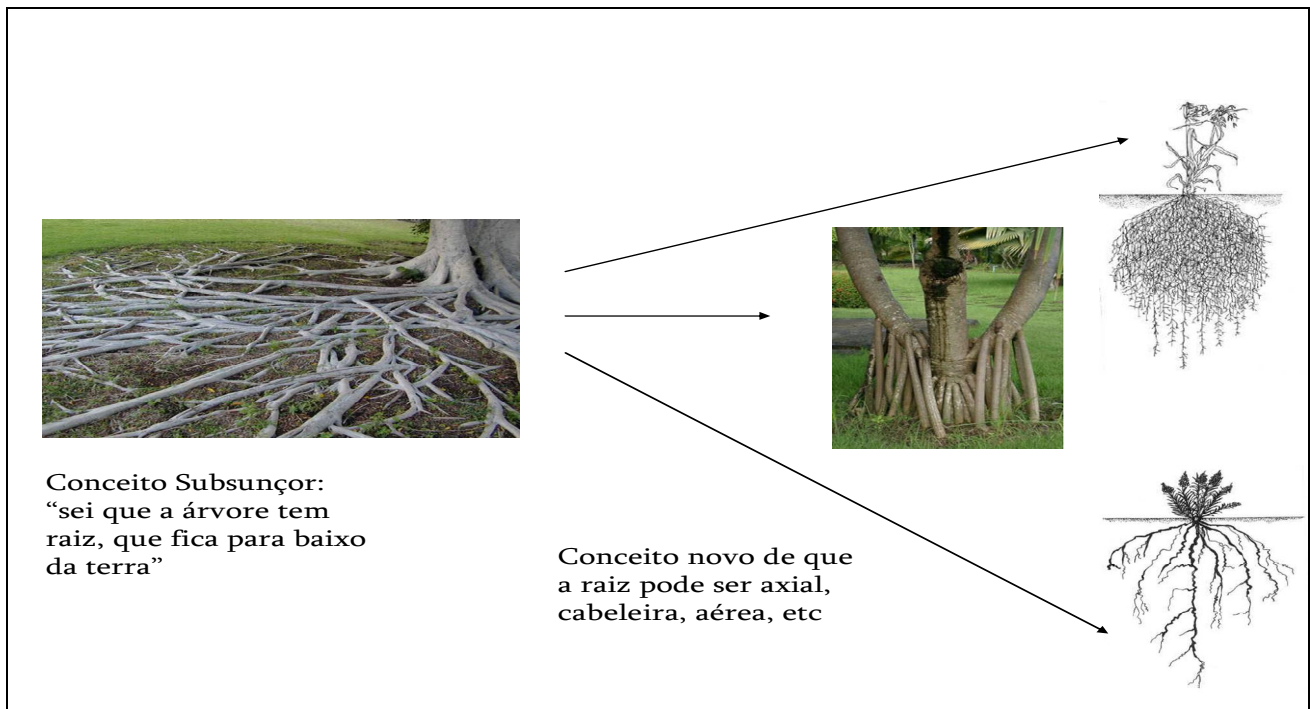 Conceito Subsunçor:
“sei que a árvore tem
raiz, que fica para baixo
da terra”
Conceito novo de que
a raiz pode ser axial,
cabeleira, aérea, etc